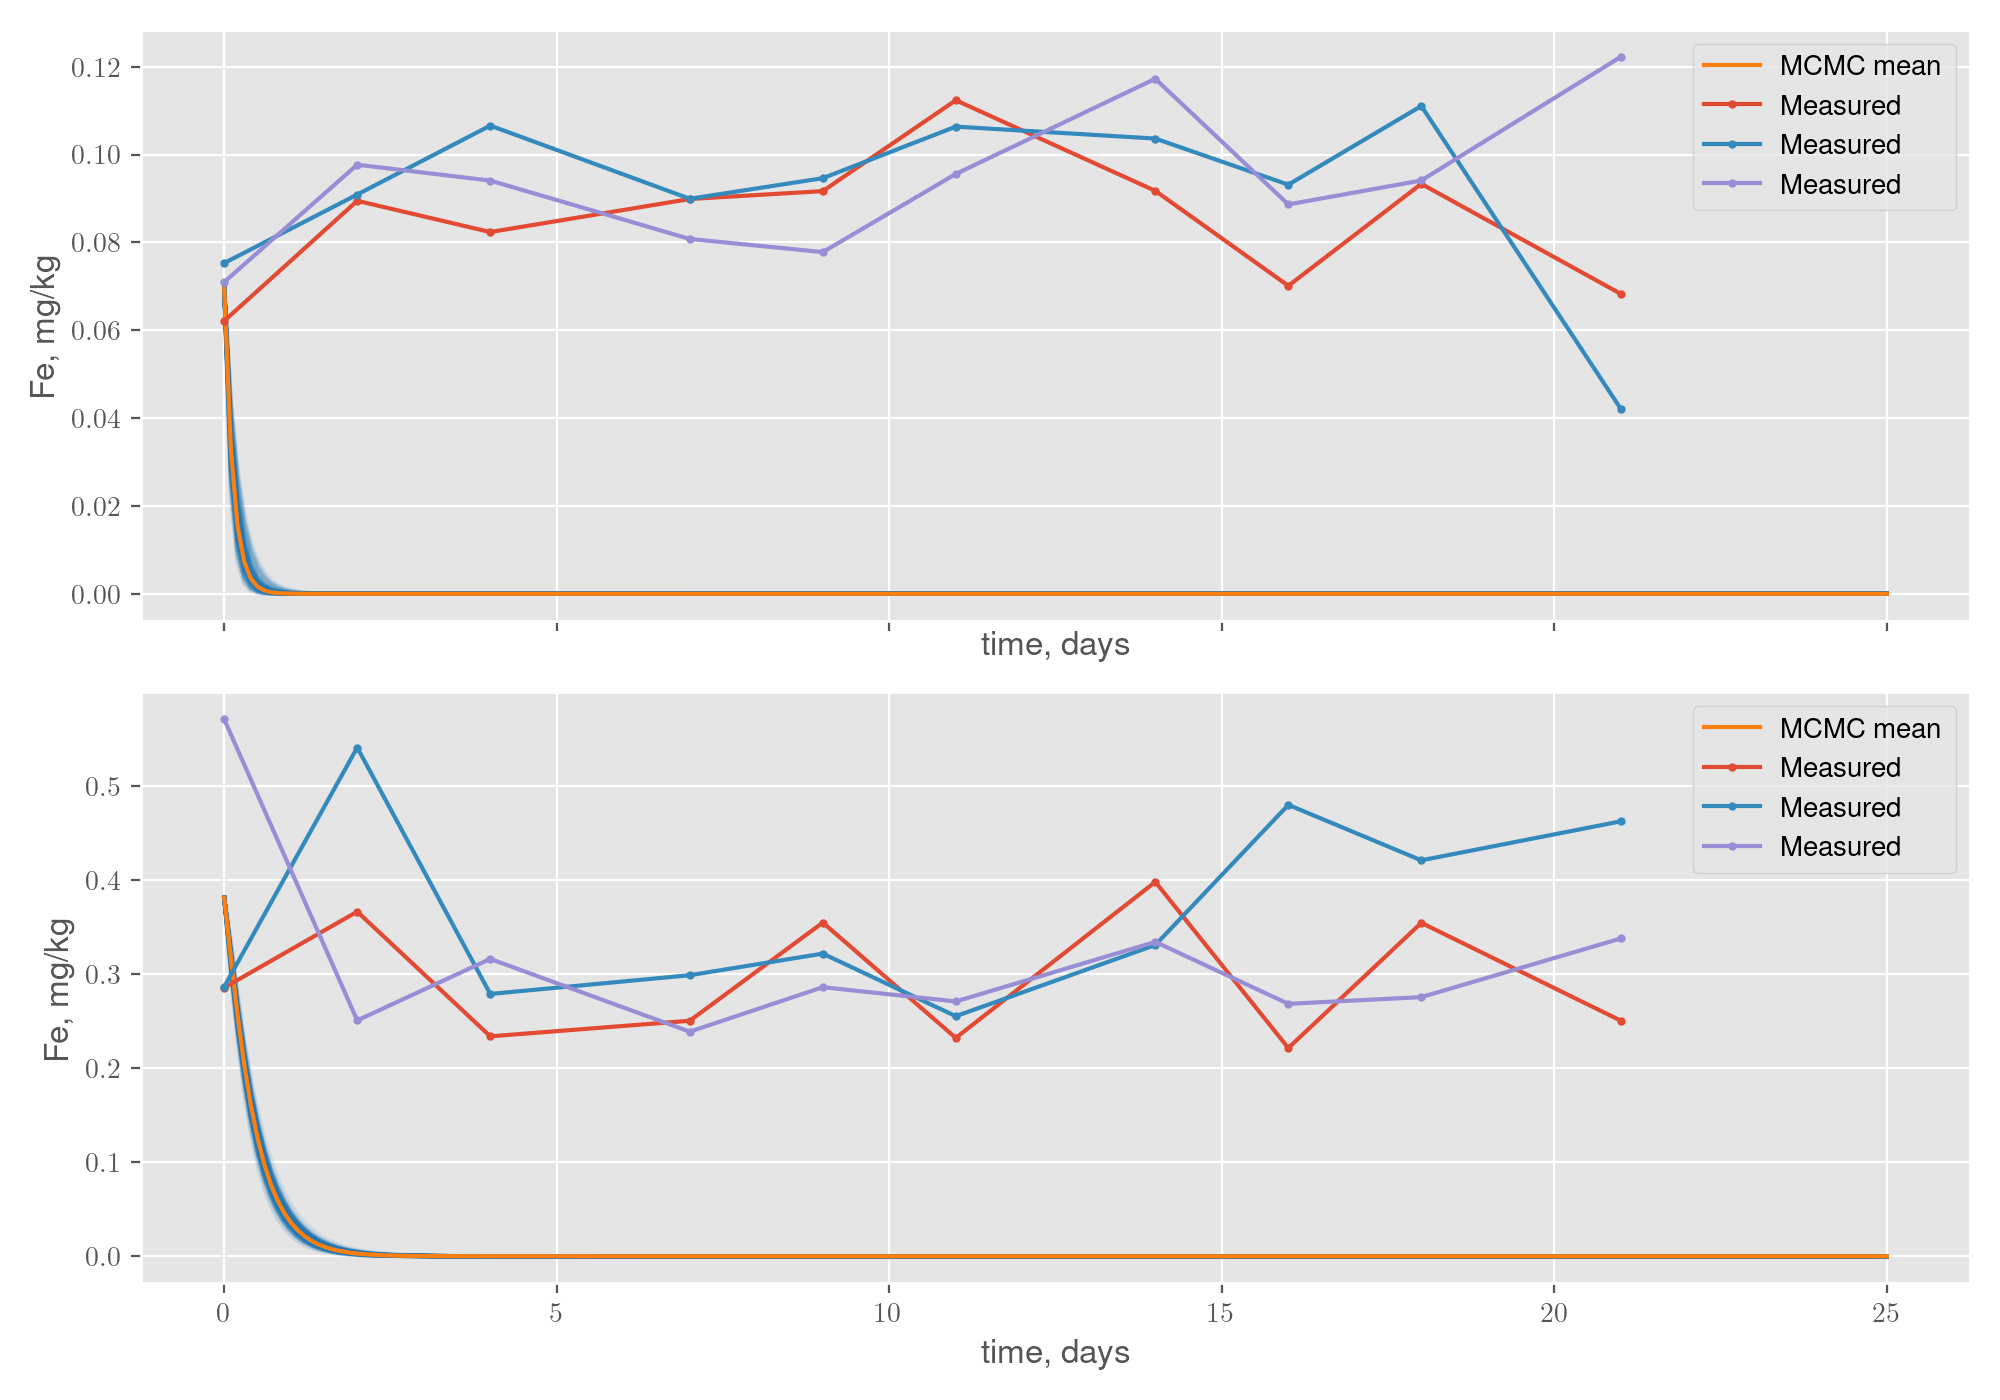 0.12
0.10
0.08
0.06
0.04
0.02
0.00
Fe, mg/kg
time, days
MCMC mean
Measured
Measured
Measured
0.5
0.4
0.3
0.2
0.1
0.0
Fe, mg/kg
0 5 10 15 20 25
time, days
MCMC mean
Measured
Measured
Measured